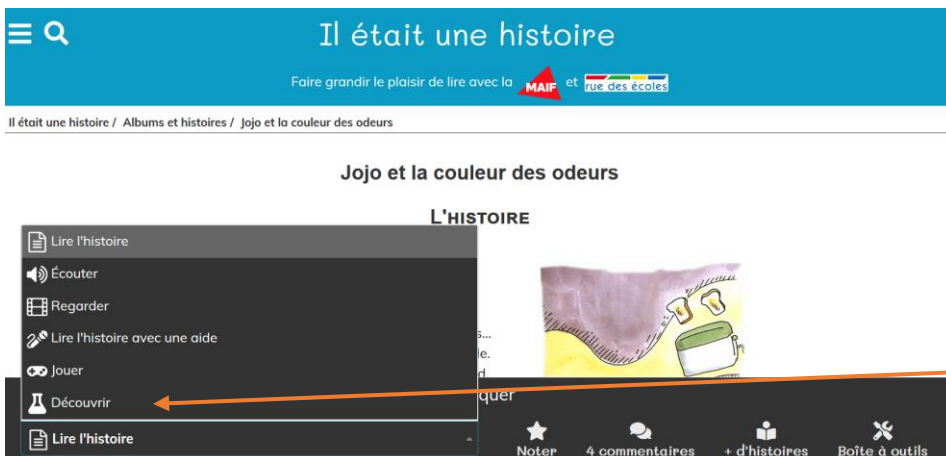 Il était une histoire
Faire grandir le plaisir de lire avec la MAIF et rue des écoles
Il était une histoire / Albums et histoires / Jojo et la couleur des odeurs
Jojo et la couleur des odeurs
L'HISTOIRE
Lire l'histoire
Écouter
Regarder
Lire l'histoire avec une aide
Jouer
Découvrir
Lire l'histoire
Noter
4 commentaires
+ d'histoires
Boîte à outils